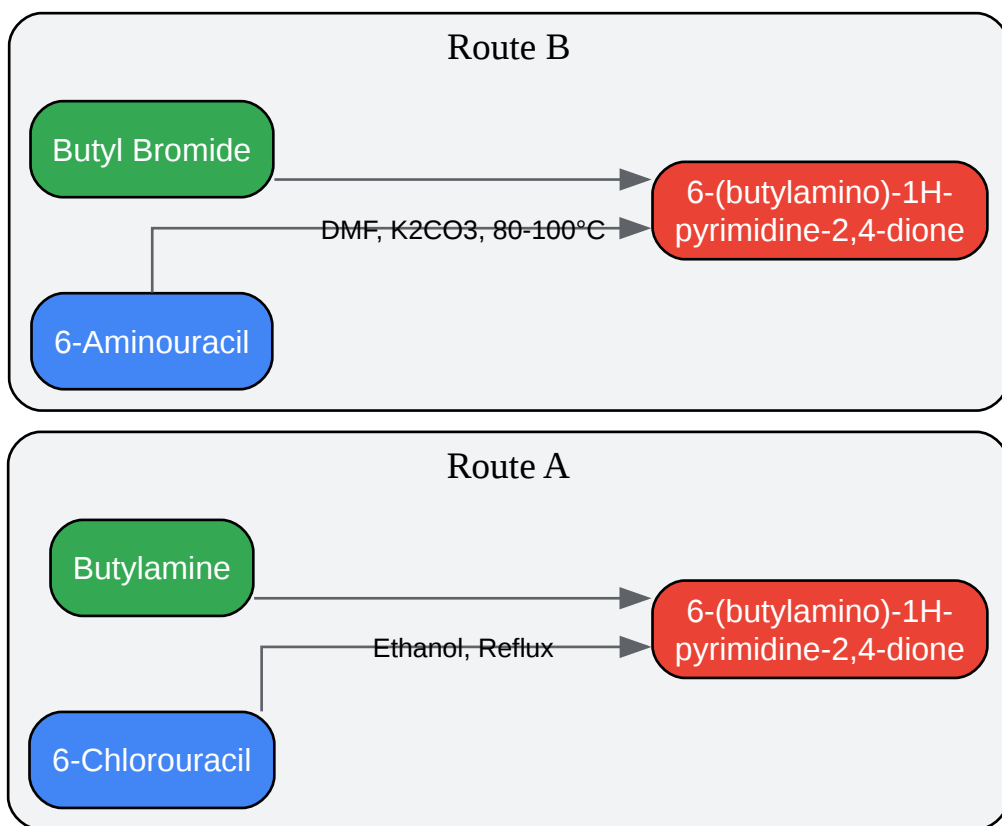 Route B
Butyl Bromide
6-(butylamino)-1H-
pyrimidine-2,4-dione
DMF, K2CO3, 80-100°C
6-Aminouracil
Route A
Butylamine
6-(butylamino)-1H-
pyrimidine-2,4-dione
Ethanol, Reflux
6-Chlorouracil